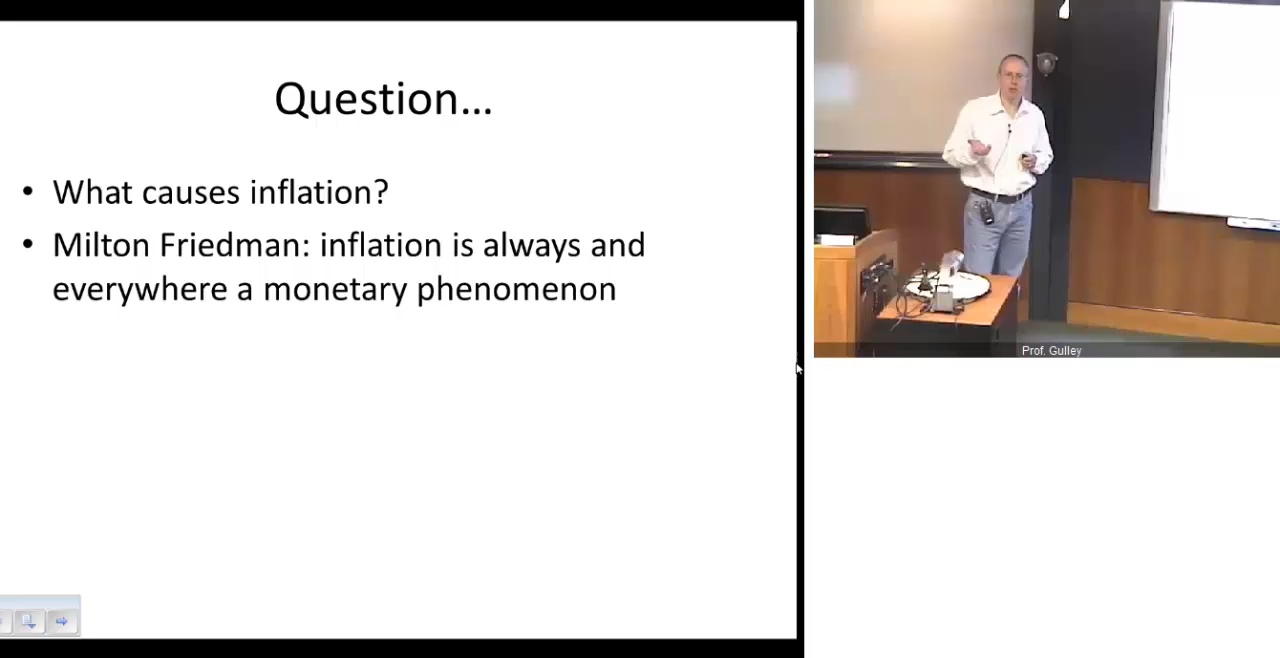 Question...
• What causes inflation?
• Milton Friedman: inflation is always and
everywhere a monetary phenomenon
Prof. Gulley